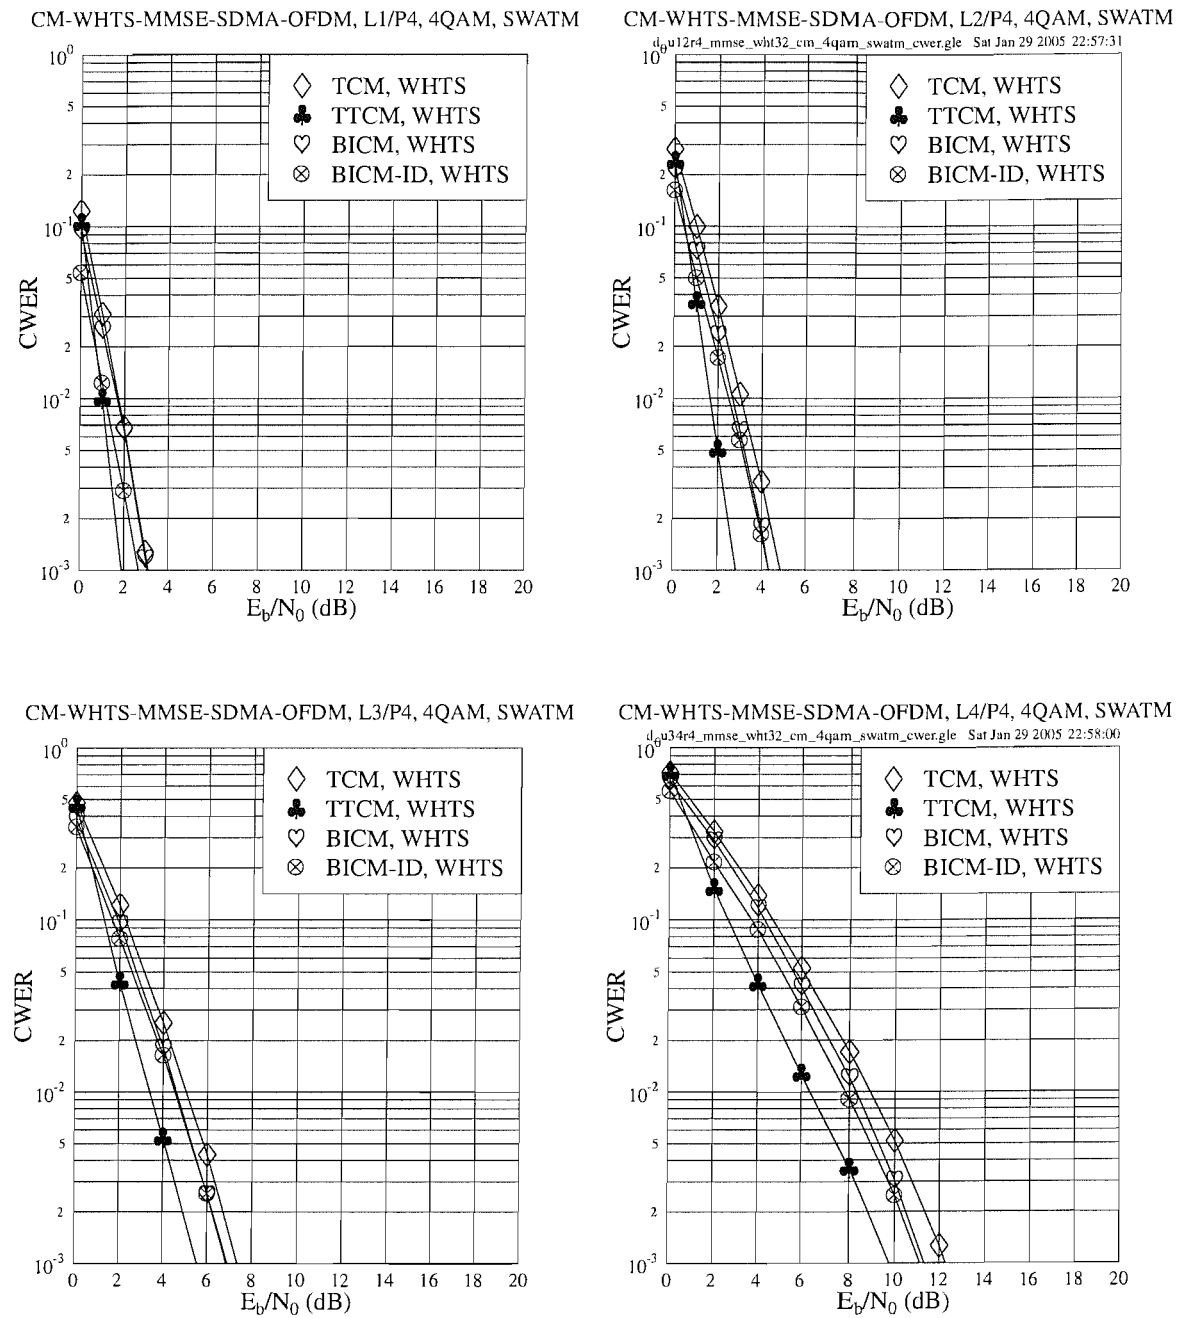 CM-WHTS-MMSE-SDMA-OFDM, L1/P4, 4QAM, SWATM
10^0
5
2
10^-1
5
2
10^-2
5
2
10^-3
CWER
TCM, WHTS
TTCM, WHTS
BICM, WHTS
BICM-ID, WHTS
0 2 4 6 8 10 12 14 16 18 20
E_b/N_0 (dB)
CM-WHTS-MMSE-SDMA-OFDM, L2/P4, 4QAM, SWATM
d_u12r4_mmse_wht32_cm_4qam_swatm_cwer.gle Sat Jan 29 2005 22:57:31
10^0
5
2
10^-1
5
2
10^-2
5
2
10^-3
CWER
TCM, WHTS
TTCM, WHTS
BICM, WHTS
BICM-ID, WHTS
0 2 4 6 8 10 12 14 16 18 20
E_b/N_0 (dB)
CM-WHTS-MMSE-SDMA-OFDM, L3/P4, 4QAM, SWATM
10^0
5
2
10^-1
5
2
10^-2
5
2
10^-3
CWER
TCM, WHTS
TTCM, WHTS
BICM, WHTS
BICM-ID, WHTS
0 2 4 6 8 10 12 14 16 18 20
E_b/N_0 (dB)
CM-WHTS-MMSE-SDMA-OFDM, L4/P4, 4QAM, SWATM
d_u34r4_mmse_wht32_cm_4qam_swatm_cwer.gle Sat Jan 29 2005 22:58:00
10^0
5
2
10^-1
5
2
10^-2
5
2
10^-3
CWER
TCM, WHTS
TTCM, WHTS
BICM, WHTS
BICM-ID, WHTS
0 2 4 6 8 10 12 14 16 18 20
E_b/N_0 (dB)